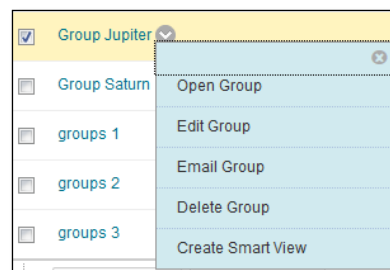 Group Jupiter
Group Saturn
groups 1
groups 2
groups 3
Open Group
Edit Group
Email Group
Delete Group
Create Smart View